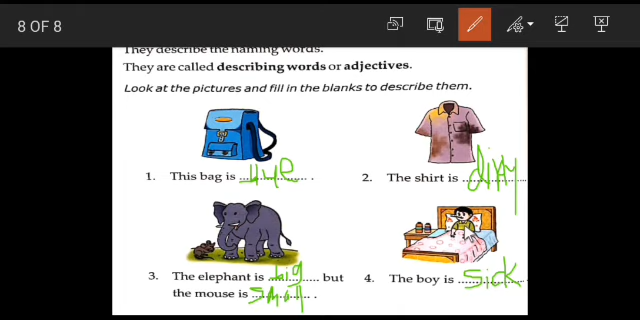 8 OF 8
They describe the naming words.
They are called describing words or adjectives.
Look at the pictures and fill in the blanks to describe them.
1. This bag is ................. .
2. The shirt is dirty
3. The elephant is big but
the mouse is small .
4. The boy is sick